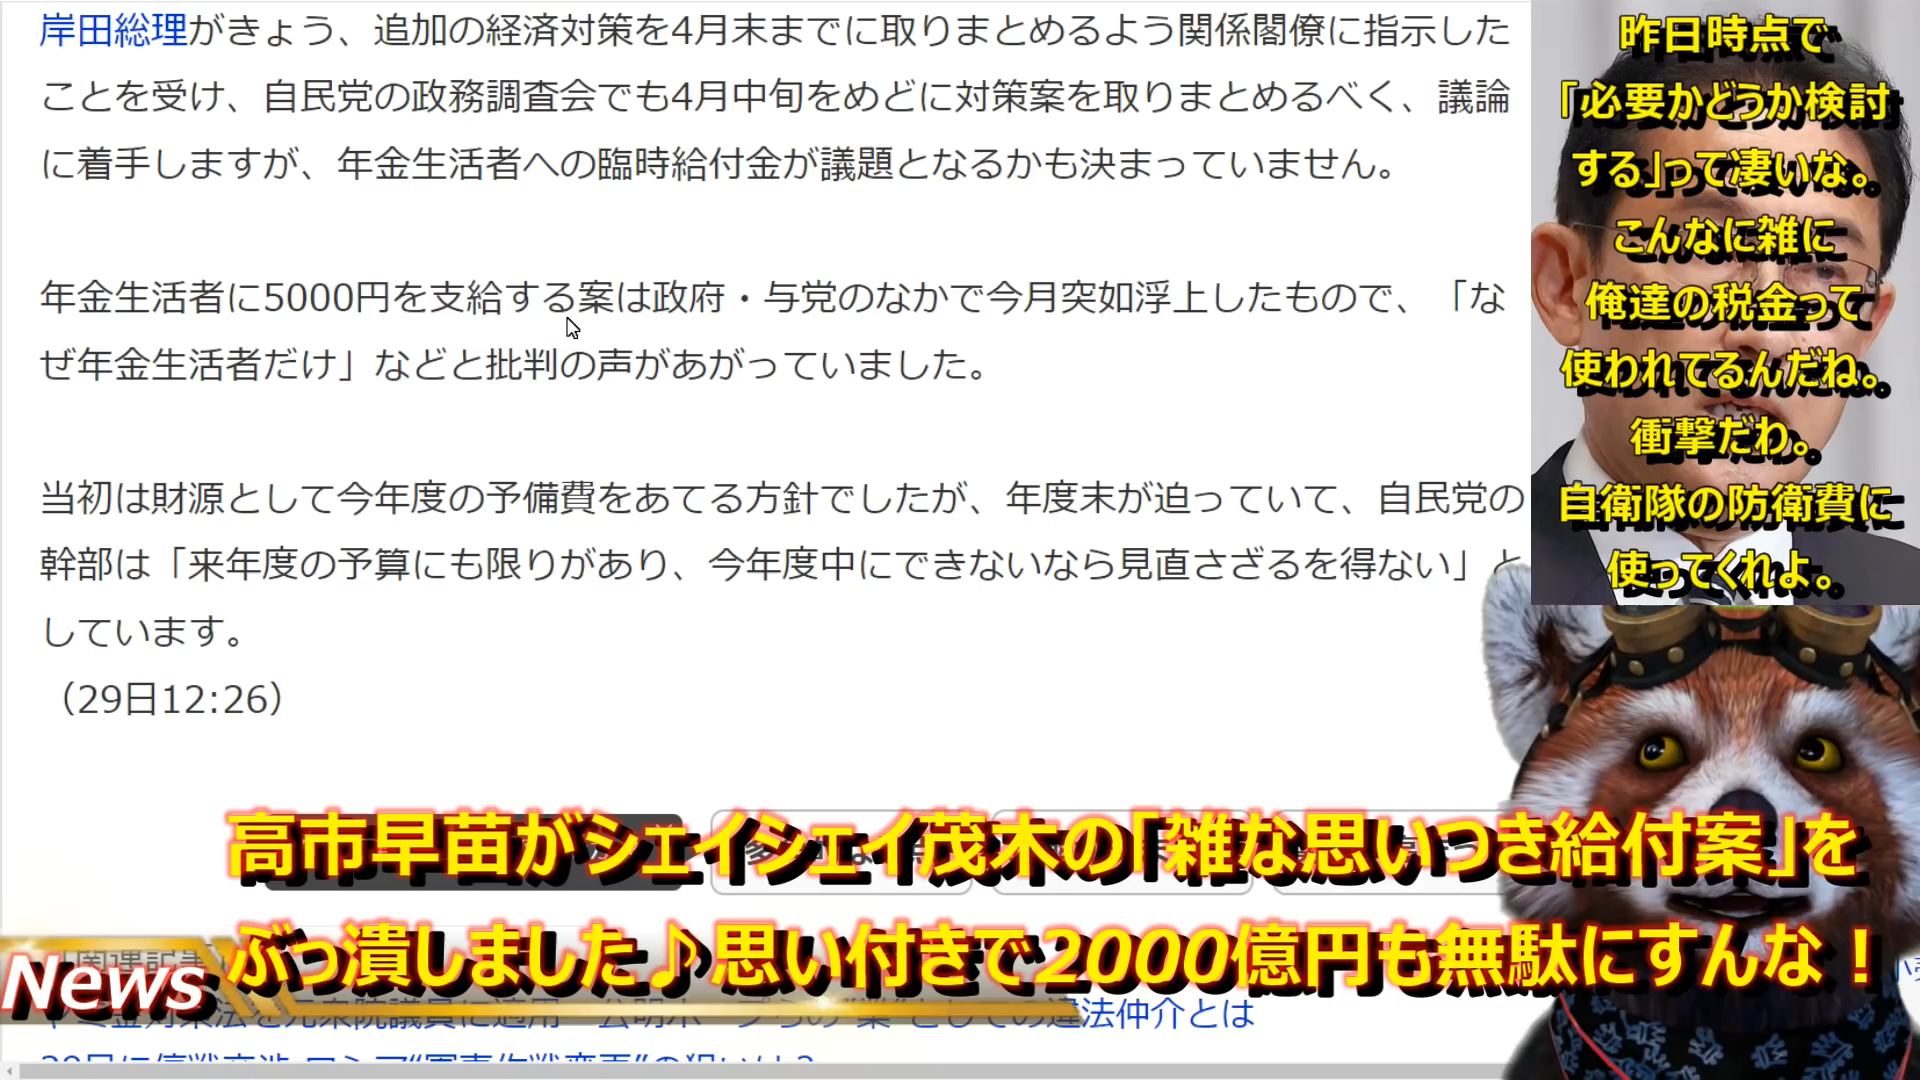 岸田総理がきょう、追加の経済対策を4月末までに取りまとめるよう関係閣僚に指示した
ことを受け、自民党の政務調査会でも4月中旬をめどに対策案を取りまとめるべく、議論
に着手しますが、年金生活者への臨時給付金が議題となるかも決まっていません。
年金生活者に5000円を支給する案は政府・与党のなかで今月突如浮上したもので、「な
ぜ年金生活者だけ」などと批判の声があがっていました。
当初は財源として今年度の予備費をあてる方針でしたが、年度末が迫っていて、自民党の
幹部は「来年度の予算にも限りがあり、今年度中にできないなら見直さざるを得ない」と
しています。
（29日12:26）
昨日時点で
「必要かどうか検討
する」って凄いな。
こんなに雑に
俺達の税金って
使われてるんだね。
衝撃だわ。
自衛隊の防衛費に
使ってくれよ。
高市早苗がシェイシェイ茂木の「雑な思いつき給付案」を
ぶっ潰しました♪思い付きで2000億円も無駄にすんな！
News
法仲介とは